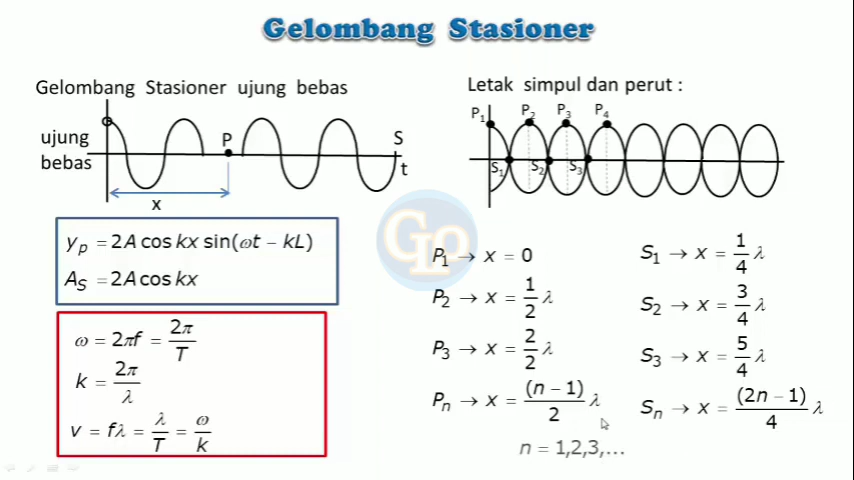 Gelombang Stasioner
Gelombang Stasioner ujung bebas
ujung
bebas
P
S
t
x
y_p = 2A cos kx sin(ωt − kL)
A_S = 2A cos kx
ω = 2πf = 2π/T
k = 2π/λ
v = fλ = λ/T = ω/k
Letak simpul dan perut :
P₁ P₂ P₃ P₄
S₁ S₂ S₃
P₁ → x = 0
P₂ → x = 1/2 λ
P₃ → x = 2/2 λ
Pₙ → x = (n − 1)/2 λ
n = 1,2,3,...
S₁ → x = 1/4 λ
S₂ → x = 3/4 λ
S₃ → x = 5/4 λ
Sₙ → x = (2n − 1)/4 λ